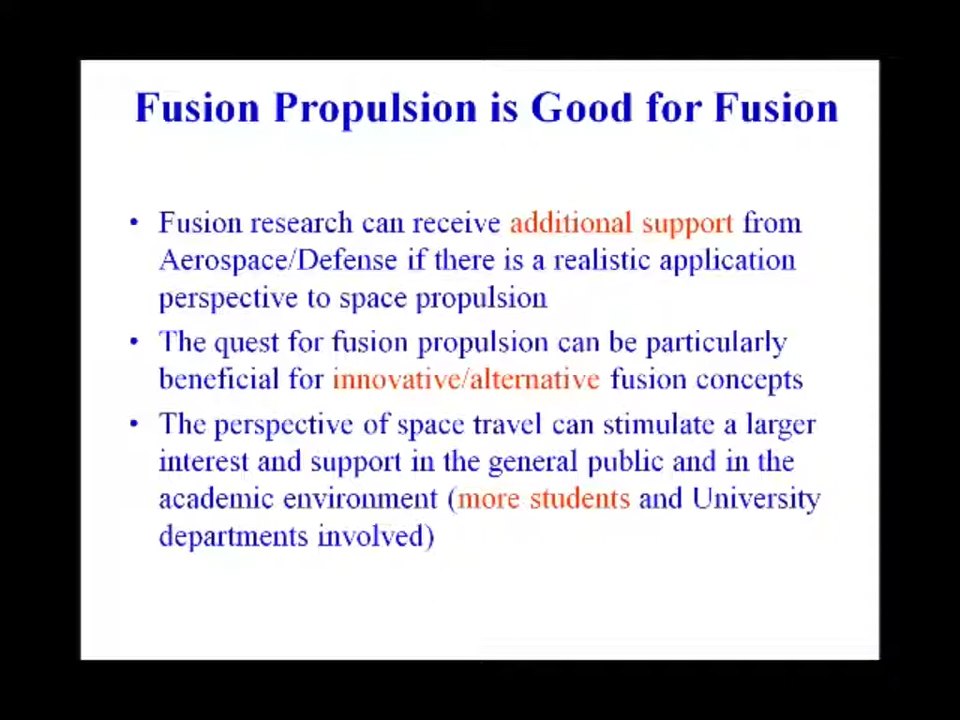 Fusion Propulsion is Good for Fusion
• Fusion research can receive additional support from
Aerospace/Defense if there is a realistic application
perspective to space propulsion
• The quest for fusion propulsion can be particularly
beneficial for innovative/alternative fusion concepts
• The perspective of space travel can stimulate a larger
interest and support in the general public and in the
academic environment (more students and University
departments involved)